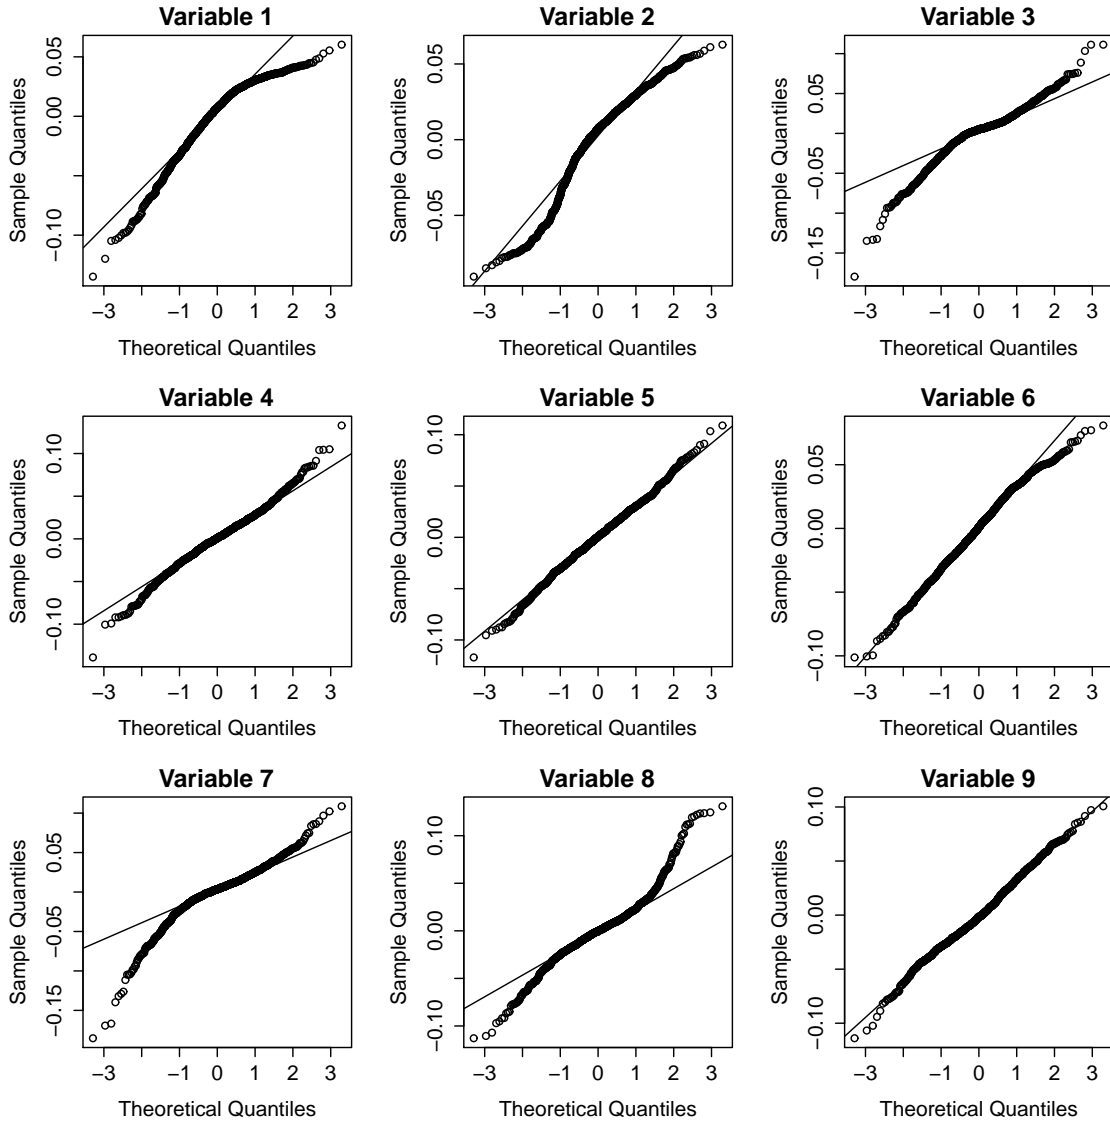 Variable 1
Sample Quantiles
−0.10 0.00 0.05
−3 −1 0 1 2 3
Theoretical Quantiles
Variable 2
Sample Quantiles
−0.05 0.00 0.05
−3 −1 0 1 2 3
Theoretical Quantiles
Variable 3
Sample Quantiles
−0.15 −0.05 0.05
−3 −1 0 1 2 3
Theoretical Quantiles
Variable 4
Sample Quantiles
−0.10 0.00 0.10
−3 −1 0 1 2 3
Theoretical Quantiles
Variable 5
Sample Quantiles
−0.10 0.00 0.10
−3 −1 0 1 2 3
Theoretical Quantiles
Variable 6
Sample Quantiles
−0.10 0.00 0.05
−3 −1 0 1 2 3
Theoretical Quantiles
Variable 7
Sample Quantiles
−0.15 −0.05 0.05
−3 −1 0 1 2 3
Theoretical Quantiles
Variable 8
Sample Quantiles
−0.10 0.00 0.10
−3 −1 0 1 2 3
Theoretical Quantiles
Variable 9
Sample Quantiles
−0.10 0.00 0.10
−3 −1 0 1 2 3
Theoretical Quantiles